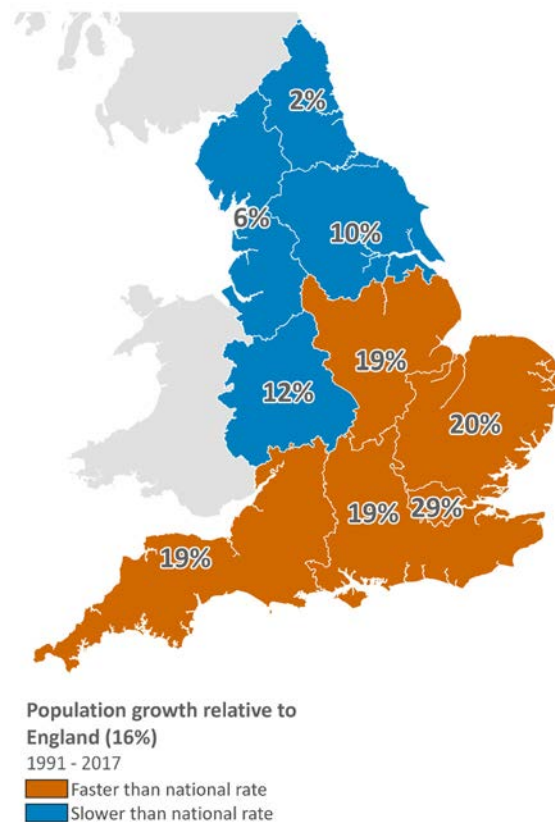 2%
6%
10%
19%
12%
20%
29%
19%
19%
Population growth relative to
England (16%)
1991 - 2017
Faster than national rate
Slower than national rate